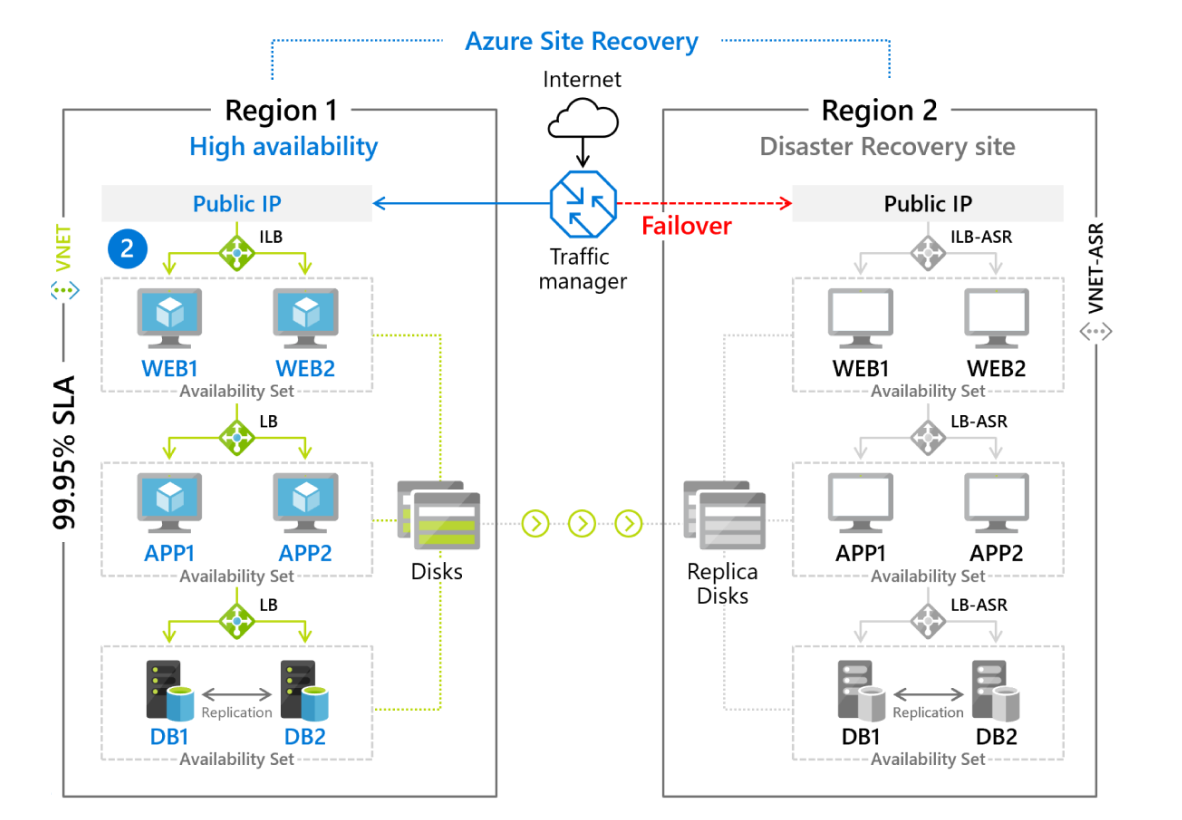 Azure Site Recovery
Internet
Region 1
High availability
Region 2
Disaster Recovery site
Public IP
Failover
Public IP
Traffic
manager
2
VNET
99.95% SLA
ILB
WEB1
WEB2
Availability Set
LB
APP1
APP2
Availability Set
LB
Replication
DB1
DB2
Availability Set
Disks
Replica
Disks
ILB-ASR
VNET-ASR
WEB1
WEB2
Availability Set
LB-ASR
APP1
APP2
Availability Set
LB-ASR
Replication
DB1
DB2
Availability Set